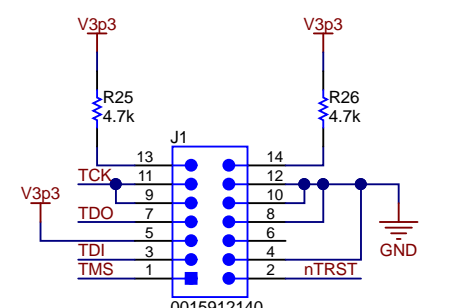 V3p3 V3p3
R25 R26
4.7k 4.7k
J1
13 14
TCK 11 12
V3p3 9 10
TDO 7 8
5 6
GND
TDI 3 4
TMS 1 2 nTRST
0015912140